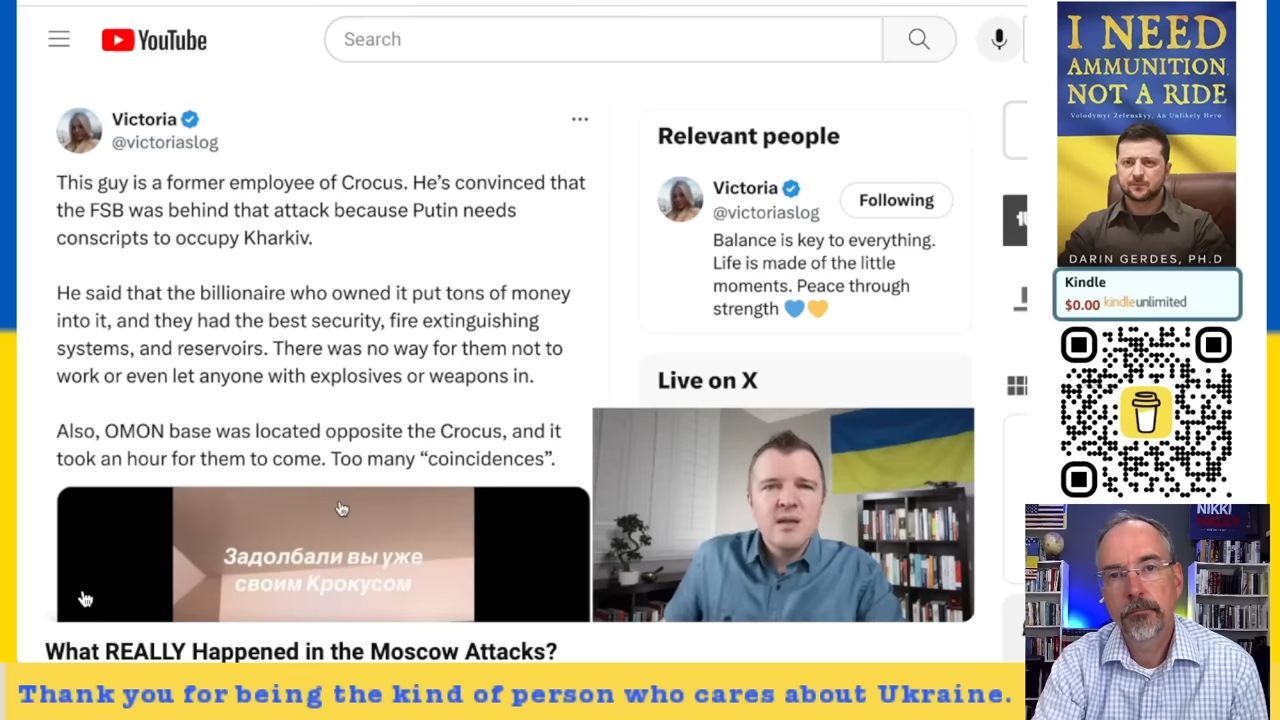 YouTube
Search
Victoria
@victoriaslog
This guy is a former employee of Crocus. He's convinced that
the FSB was behind that attack because Putin needs
conscripts to occupy Kharkiv.
He said that the billionaire who owned it put tons of money
into it, and they had the best security, fire extinguishing
systems, and reservoirs. There was no way for them not to
work or even let anyone with explosives or weapons in.
Also, OMON base was located opposite the Crocus, and it
took an hour for them to come. Too many “coincidences”.
Задолбали вы уже
своим Крокусом
Relevant people
Victoria
@victoriaslog
Following
Balance is key to everything.
Life is made of the little
moments. Peace through
strength 💙💛
Live on X
What REALLY Happened in the Moscow Attacks?
I NEED
AMMUNITION,
NOT A RIDE
Volodymyr Zelenskyy, An Unlikely Hero
DARIN GERDES, PH.D
Kindle
$0.00 kindleunlimited
NIKKI
HALEY
Thank you for being the kind of person who cares about Ukraine.